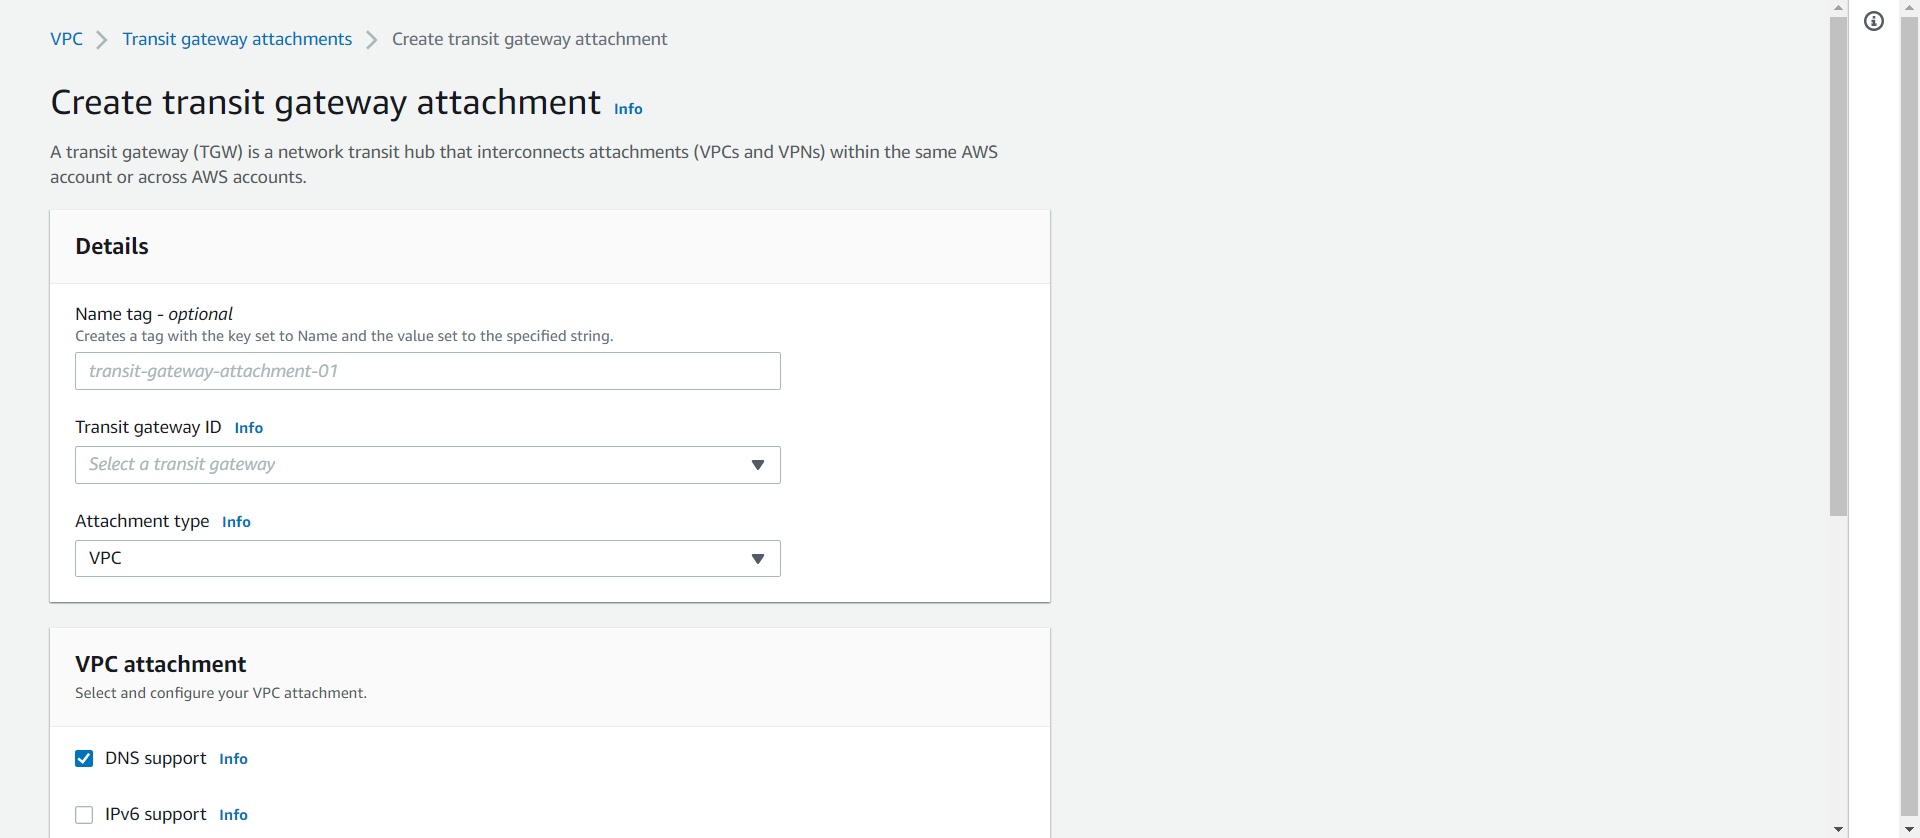 VPC Transit gateway attachments Create transit gateway attachment
Create transit gateway attachment Info
A transit gateway (TGW) is a network transit hub that interconnects attachments (VPCs and VPNs) within the same AWS
account or across AWS accounts.
Details
Name tag - optional
Creates a tag with the key set to Name and the value set to the specified string.
transit-gateway-attachment-01
Transit gateway ID Info
Select a transit gateway
Attachment type Info
VPC
VPC attachment
Select and configure your VPC attachment.
DNS support Info
IPv6 support Info